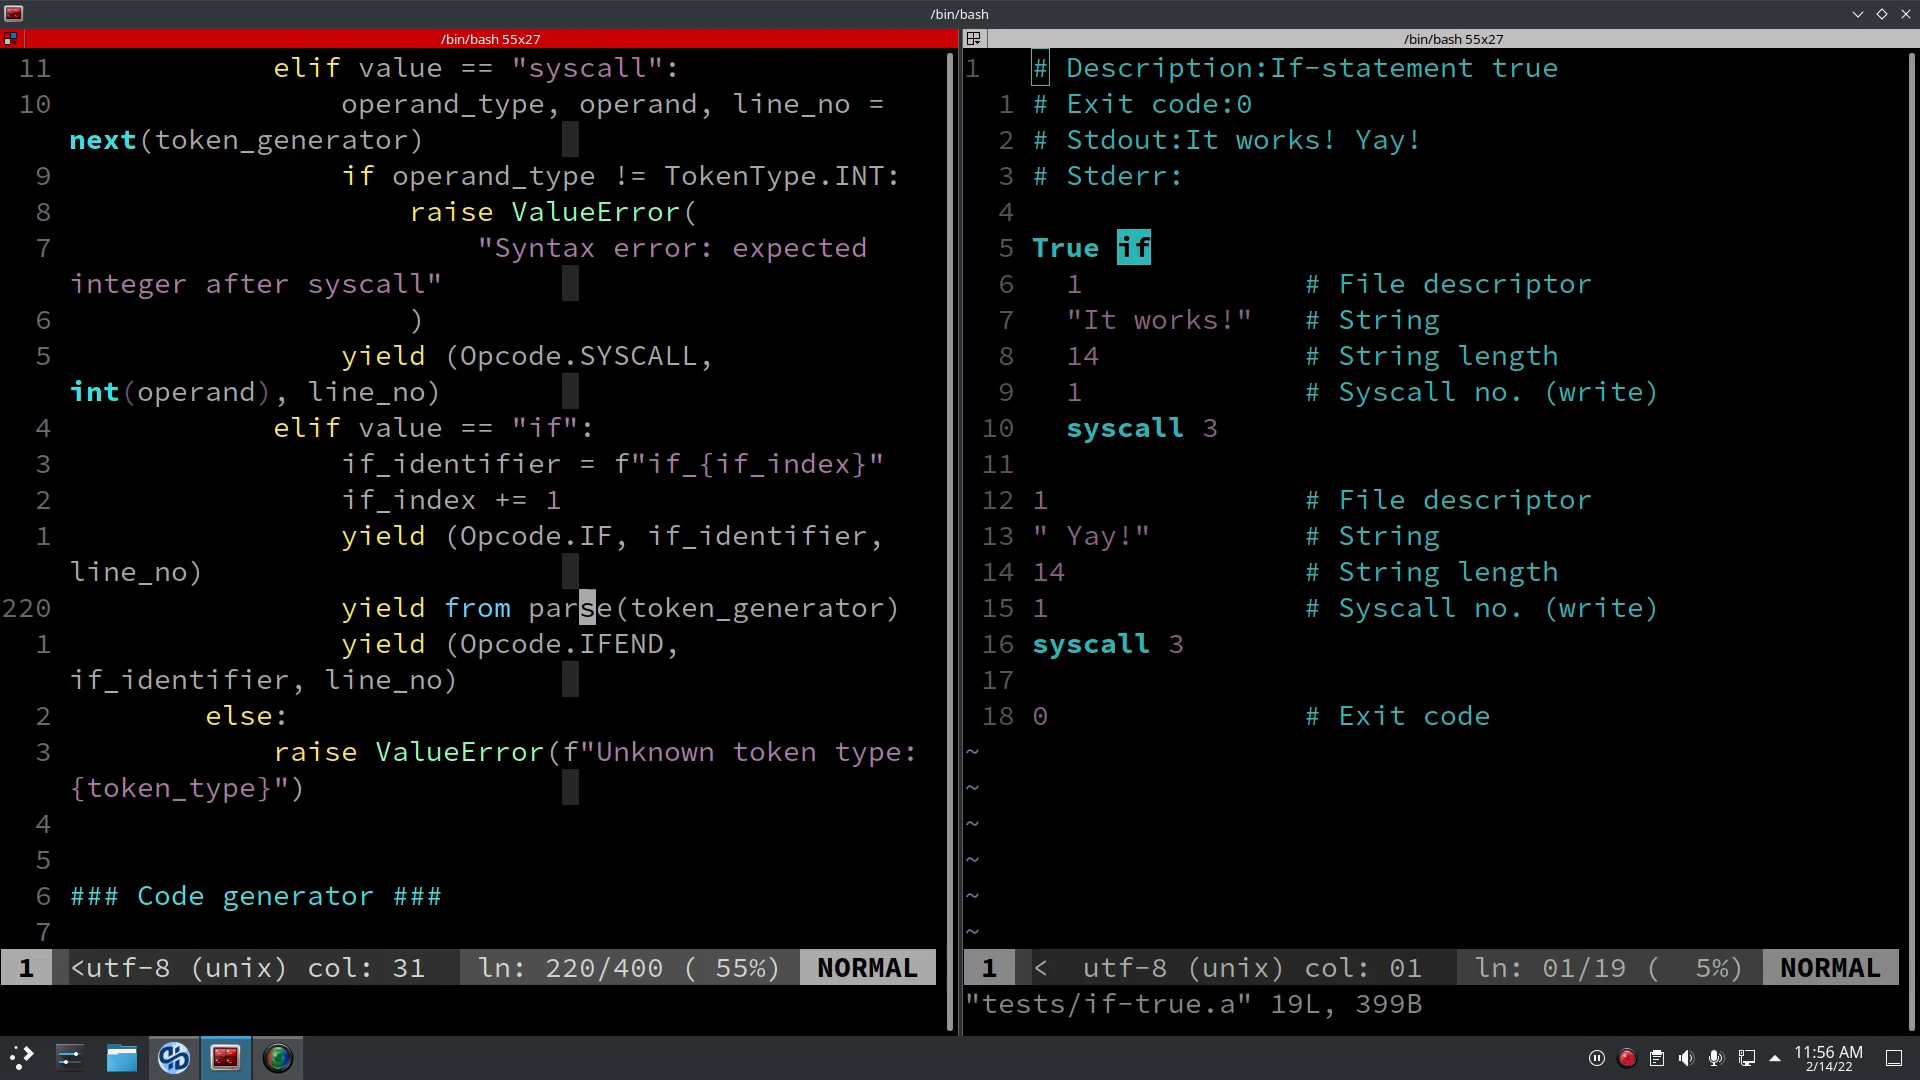 /bin/bash
/bin/bash 55x27
11 elif value == "syscall":
10 operand_type, operand, line_no =
next(token_generator)
9 if operand_type != TokenType.INT:
8 raise ValueError(
7 "Syntax error: expected
integer after syscall"
6 )
5 yield (Opcode.SYSCALL,
int(operand), line_no)
4 elif value == "if":
3 if_identifier = f"if_{if_index}"
2 if_index += 1
1 yield (Opcode.IF, if_identifier,
line_no)
220 yield from parse(token_generator)
1 yield (Opcode.IFEND,
if_identifier, line_no)
2 else:
3 raise ValueError(f"Unknown token type:
{token_type}")
4
5
6 ### Code generator ###
7
1 <utf-8 (unix) col: 31 ln: 220/400 ( 55%) NORMAL
/bin/bash 55x27
1 # Description:If-statement true
1 # Exit code:0
2 # Stdout:It works! Yay!
3 # Stderr:
4
5 True if
6 1 # File descriptor
7 "It works!" # String
8 14 # String length
9 1 # Syscall no. (write)
10 syscall 3
11
12 1 # File descriptor
13 " Yay!" # String
14 14 # String length
15 1 # Syscall no. (write)
16 syscall 3
17
18 0 # Exit code
~
~
~
~
~
~
1 < utf-8 (unix) col: 01 ln: 01/19 ( 5%) NORMAL
"tests/if-true.a" 19L, 399B
11:56 AM
2/14/22